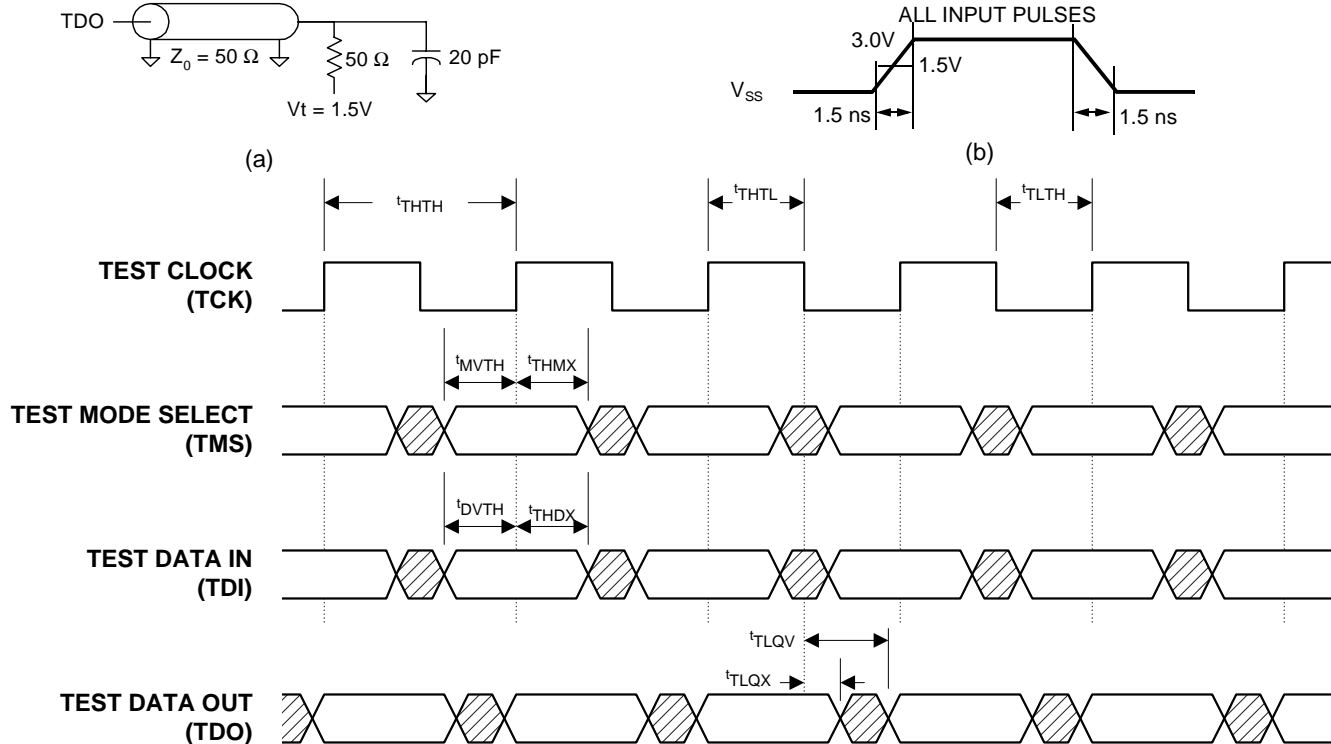 TDO
Z0 = 50 Ω
50 Ω
20 pF
Vt = 1.5V
(a)
ALL INPUT PULSES
3.0V
1.5V
VSS
1.5 ns
1.5 ns
(b)
tTHTH
tTHTL
tTLTH
TEST CLOCK
(TCK)
tMVTH
tTHMX
TEST MODE SELECT
(TMS)
tDVTH
tTHDX
TEST DATA IN
(TDI)
tTLQV
tTLQX
TEST DATA OUT
(TDO)